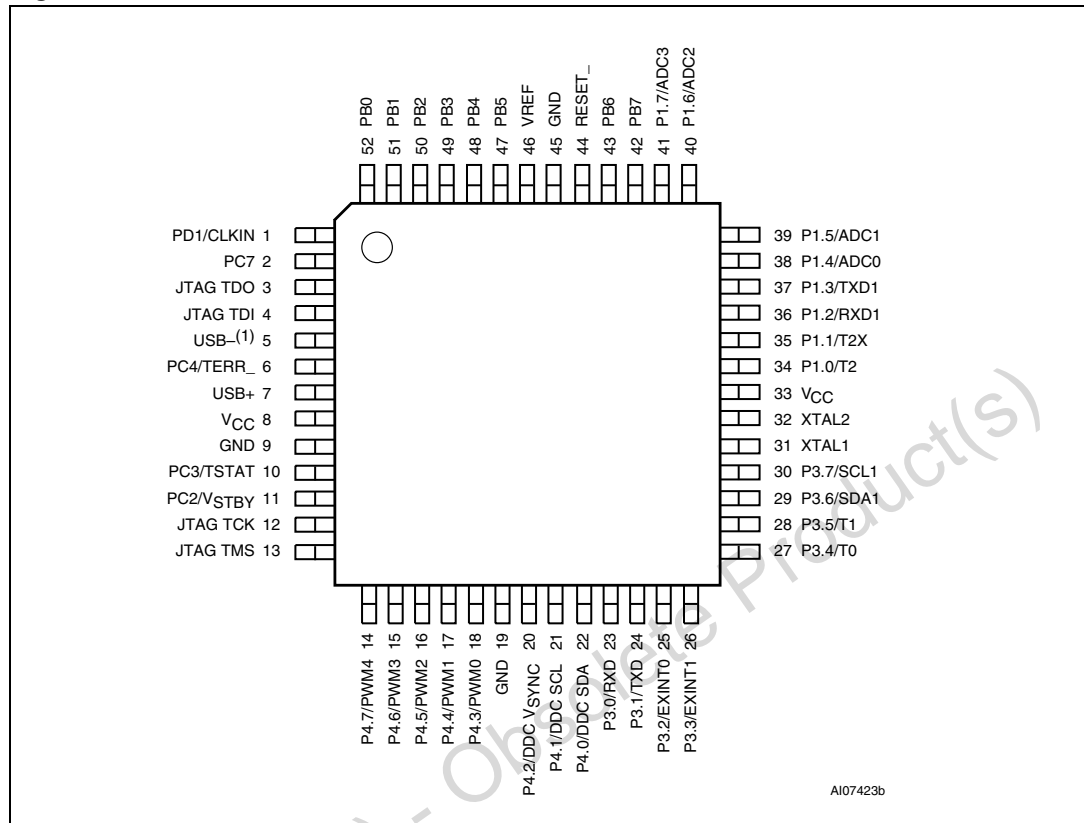 52 PB0
51 PB1
50 PB2
49 PB3
48 PB4
47 PB5
46 VREF
45 GND
44 RESET_
43 PB6
42 PB7
41 P1.7/ADC3
40 P1.6/ADC2
PD1/CLKIN 1
PC7 2
JTAG TDO 3
JTAG TDI 4
USB–(1) 5
PC4/TERR_ 6
USB+ 7
VCC 8
GND 9
PC3/TSTAT 10
PC2/VSTBY 11
JTAG TCK 12
JTAG TMS 13
39 P1.5/ADC1
38 P1.4/ADC0
37 P1.3/TXD1
36 P1.2/RXD1
35 P1.1/T2X
34 P1.0/T2
33 VCC
32 XTAL2
31 XTAL1
30 P3.7/SCL1
29 P3.6/SDA1
28 P3.5/T1
27 P3.4/T0
P4.7/PWM4 14
P4.6/PWM3 15
P4.5/PWM2 16
P4.4/PWM1 17
P4.3/PWM0 18
GND 19
P4.2/DDC VSYNC 20
P4.1/DDC SCL 21
P4.0/DDC SDA 22
P3.0/RXD 23
P3.1/TXD 24
P3.2/EXINT0 25
P3.3/EXINT1 26
) - Obsolete Product(s)
AI07423b